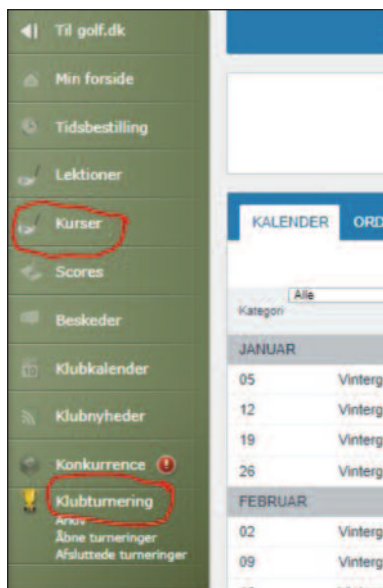 Til golf.dk
Min forside
Tidsbestilling
Lektioner
Kurser
Scores
Beskeder
Klubkalender
Klubnyheder
Konkurrence
Klubturnering
Arkiv
Åbne turneringer
Afsluttede turneringer
KALENDER ORD
Alle
Kategori
JANUAR
05 Vinterg
12 Vinterg
19 Vinterg
26 Vinterg
FEBRUAR
02 Vinterg
09 Vinterg